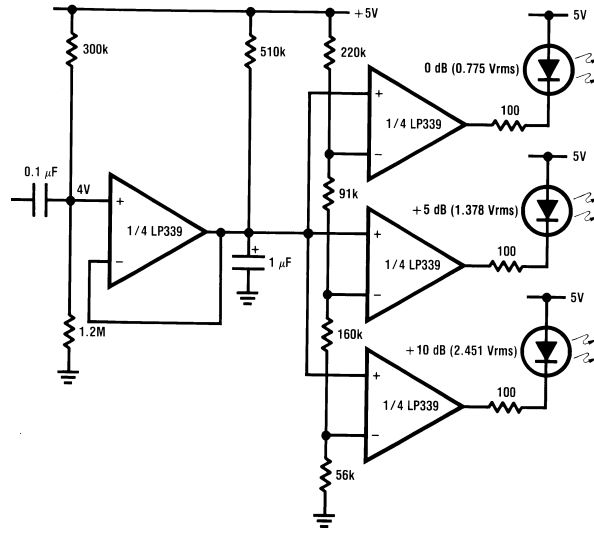 +5V
300k
510k
220k
5V
0 dB (0.775 Vrms)
+
1/4 LP339
−
100
0.1 μF
4V
91k
5V
+5 dB (1.378 Vrms)
+
1/4 LP339
−
+
1/4 LP339
−
100
+
1 μF
1.2M
160k
5V
+10 dB (2.451 Vrms)
+
1/4 LP339
−
100
56k